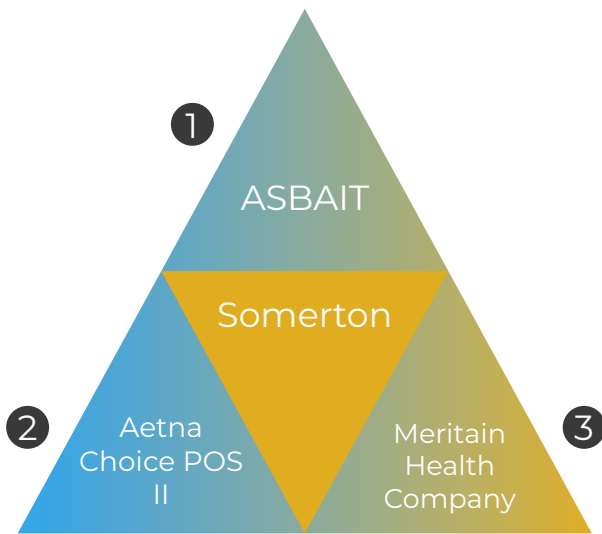 1
ASBAIT
Somerton
2
Aetna
Choice POS
II
Meritain
Health
Company
3